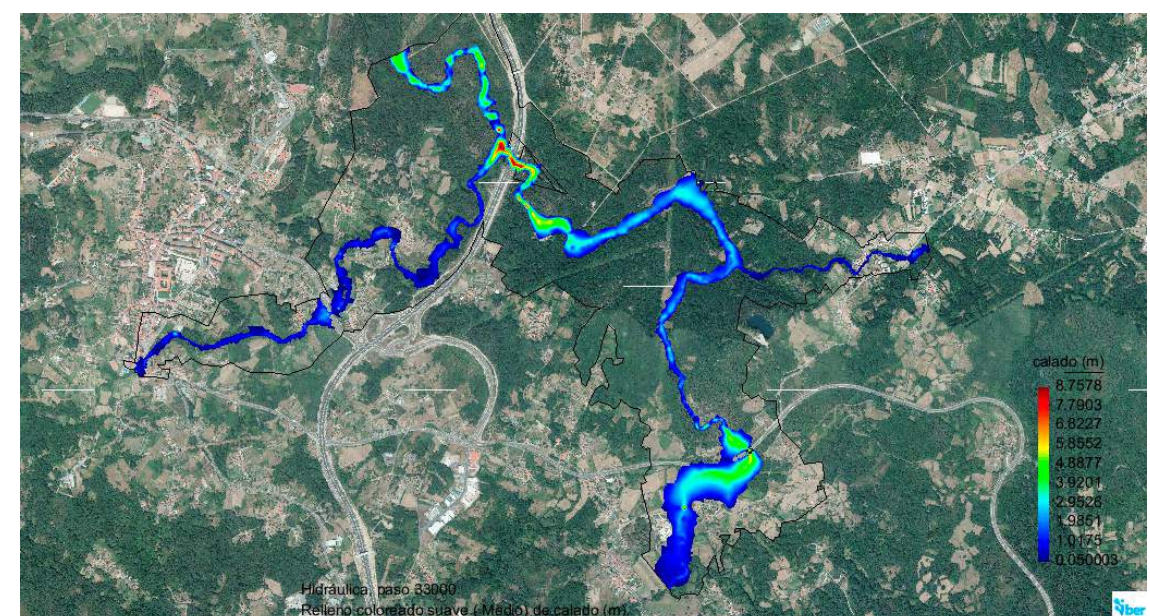 calado (m)
8.7578
7.7903
6.8227
5.8552
4.8877
3.9201
2.9526
1.9851
1.0175
0.050003
Hidráulica, paso 33000
Relleno coloreado suave (-Medio) de calado (m).
Iber